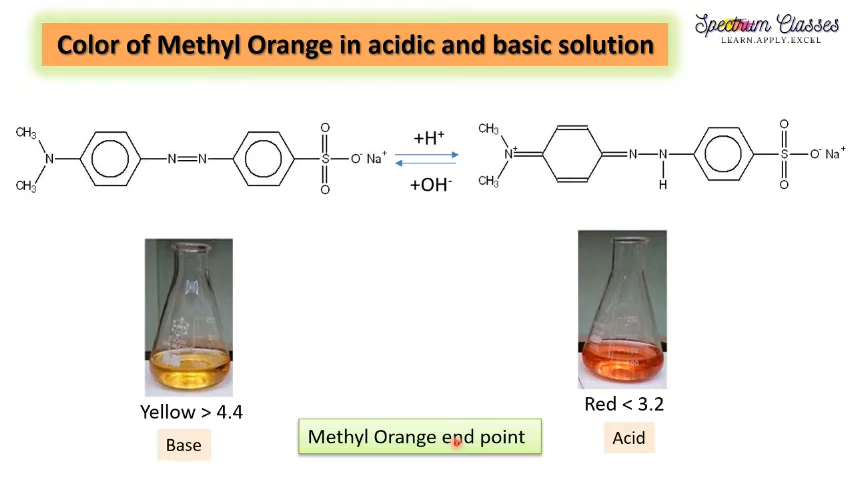 Spectrum Classes
LEARN.APPLY.EXCEL
Color of Methyl Orange in acidic and basic solution
CH₃
N
CH₃
N=N
O
S
O
O⁻ Na⁺
+H⁺
+OH⁻
CH₃
N⁺
CH₃
N
N
H
O
S
O
O⁻ Na⁺
Yellow > 4.4
Base
Red < 3.2
Acid
Methyl Orange end point